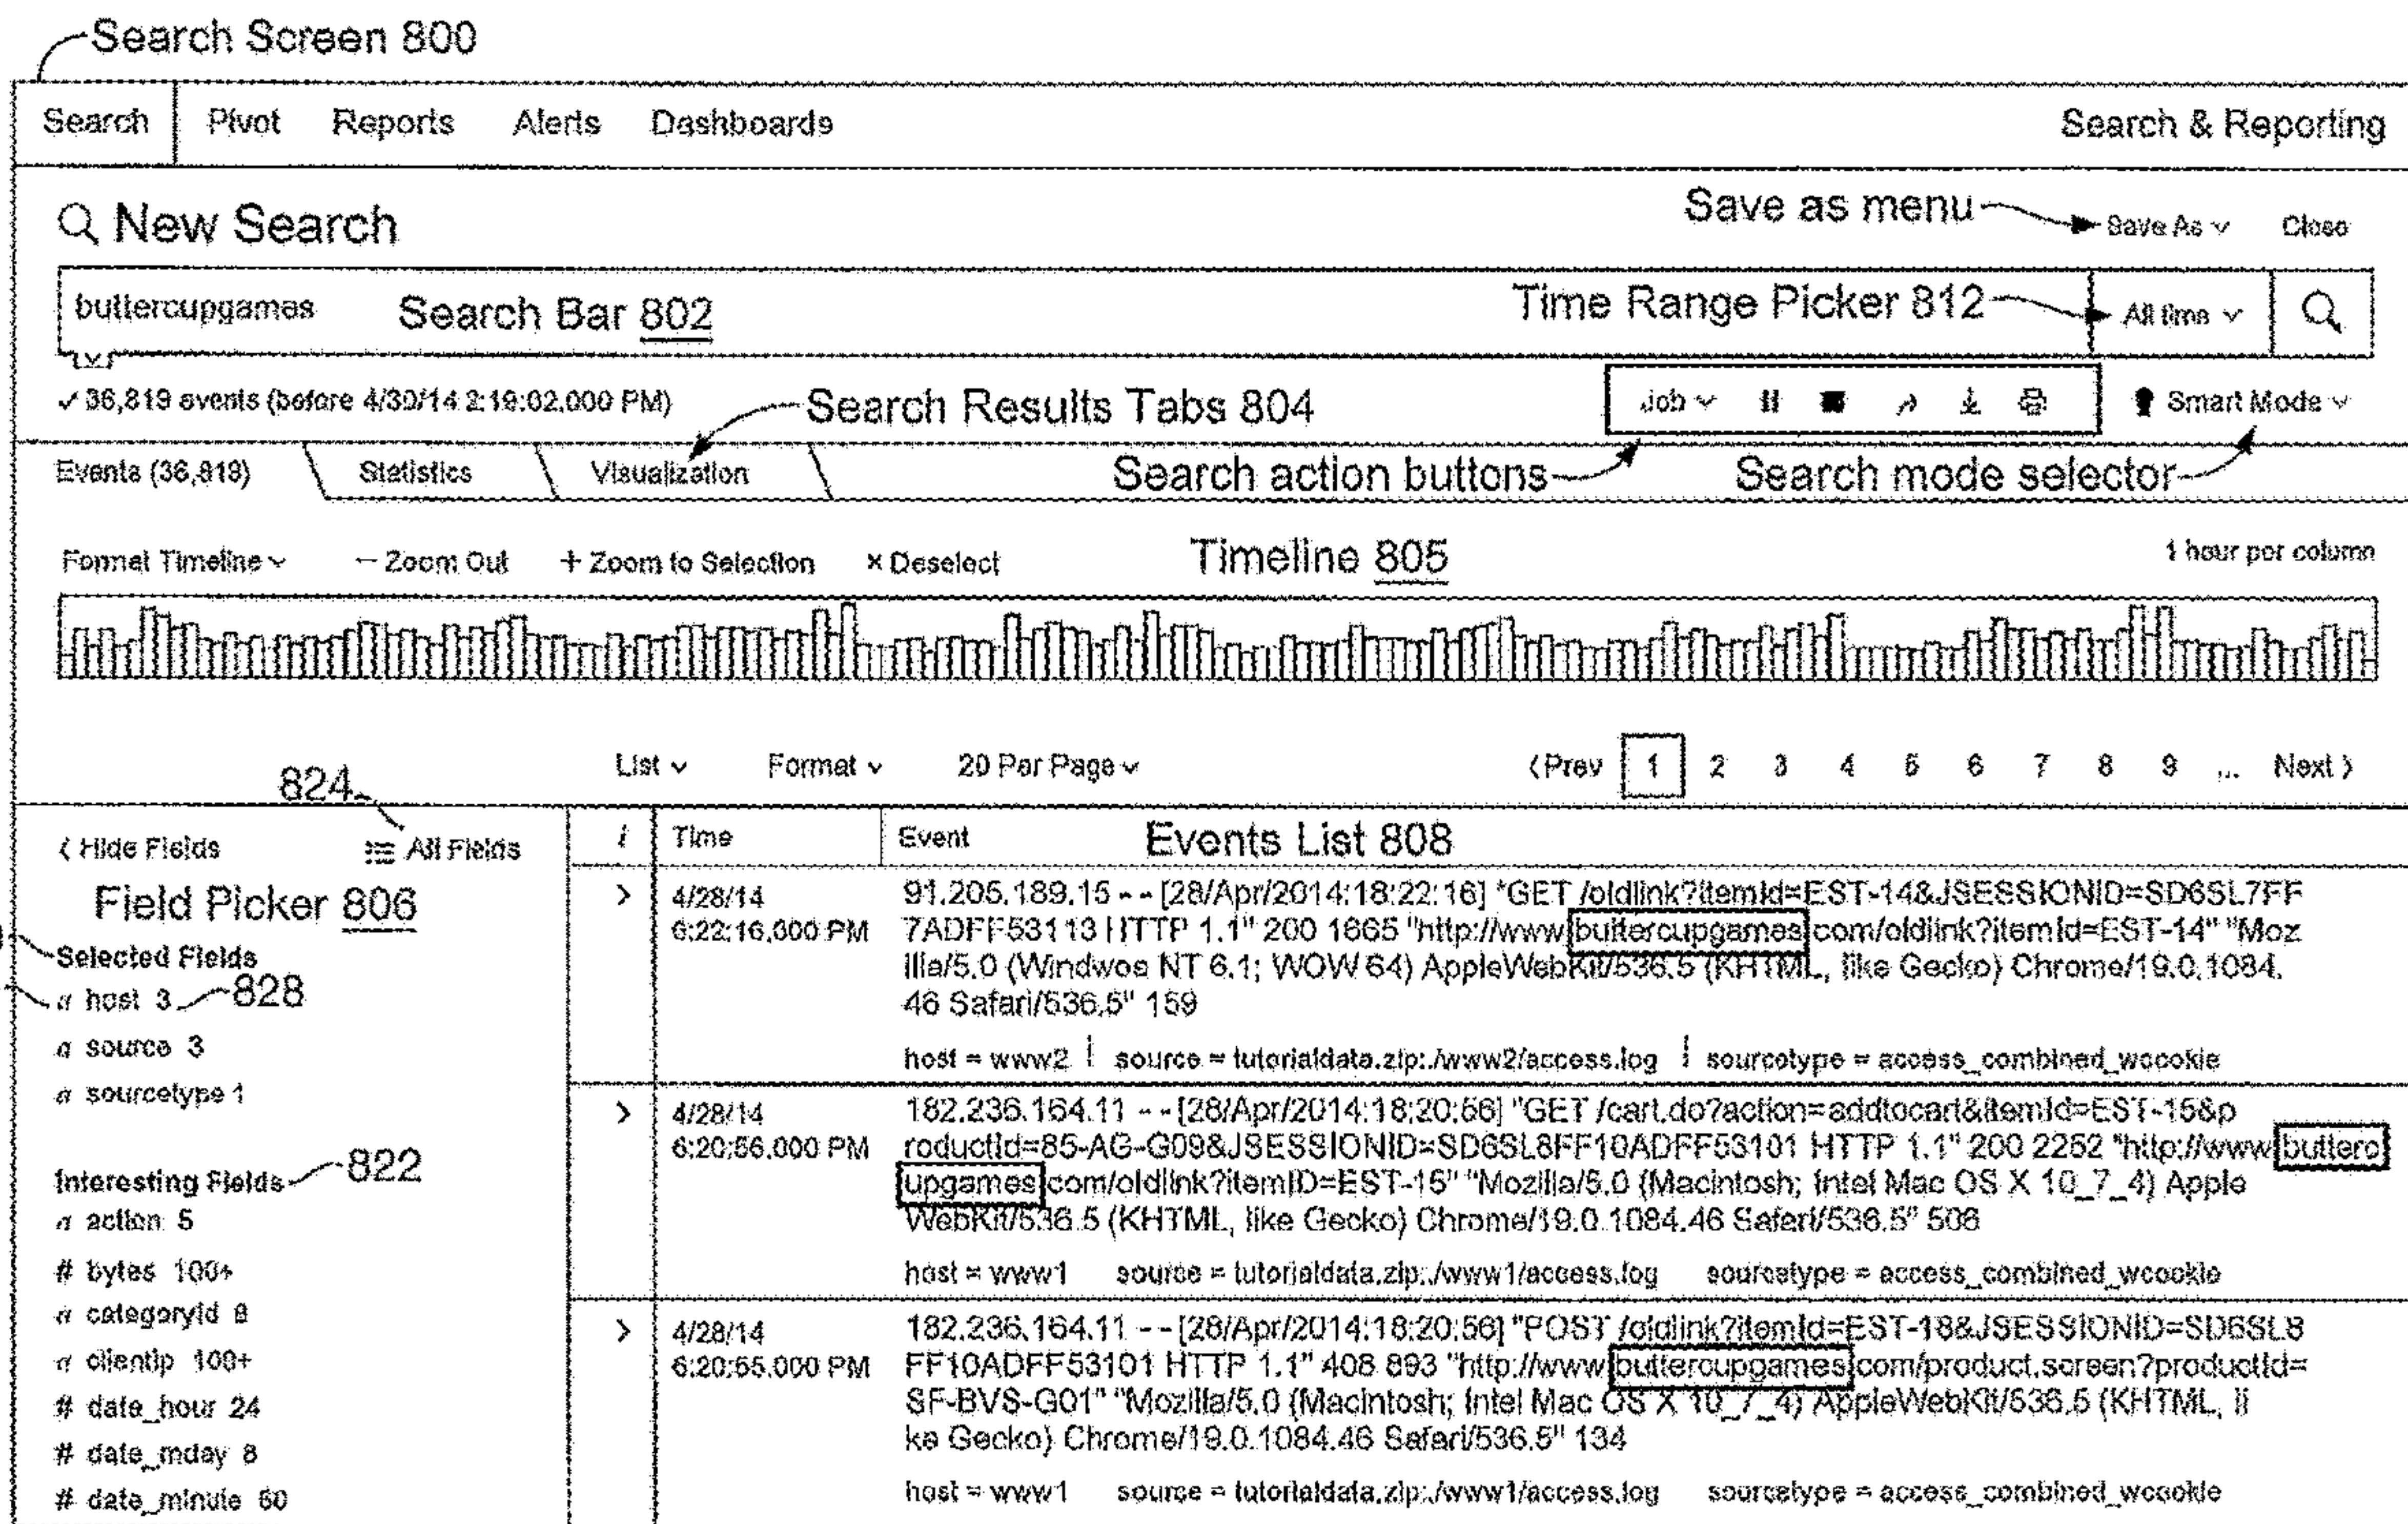 Search Screen 800
Search Pivot Reports Alerts Dashboards Search & Reporting
New Search
Save as menu Save As Close
buttercupgames Search Bar 802 Time Range Picker 812 All time
36,819 events (before 4/30/14 2:19:02.000 PM) Search Results Tabs 804 Job Smart Mode
Events (36,819) Statistics Visualization Search action buttons Search mode selector
Format Timeline — Zoom Out + Zoom to Selection × Deselect Timeline 805 1 hour per column
List Format 20 Per Page < Prev 1 2 3 4 5 6 7 8 9 ... Next >
824
< Hide Fields All Fields
Field Picker 806
Selected Fields
a host 3 828
a source 3
a sourcetype 1
Interesting Fields 822
a action 5
# bytes 100+
a categoryId 8
a clientip 100+
# date_hour 24
# date_mday 8
# date_minute 60
i Time Event Events List 808
> 4/28/14
6:22:16.000 PM
91.205.189.15 - - [28/Apr/2014:18:22:16] "GET /oldlink?itemId=EST-14&JSESSIONID=SD6SL7FF
7ADFF53113 HTTP 1.1" 200 1665 "http://www.buttercupgames.com/oldlink?itemId=EST-14" "Moz
illa/5.0 (Windwos NT 6.1; WOW 64) AppleWebKit/536.5 (KHTML, like Gecko) Chrome/19.0.1084.
46 Safari/536.5" 159
host = www2 source = tutorialdata.zip:./www2/access.log sourcetype = access_combined_wcookie
> 4/28/14
6:20:56.000 PM
182.236.164.11 - - [28/Apr/2014:18:20:56] "GET /cart.do?action=addtocart&itemId=EST-15&p
roductId=85-AG-G09&JSESSIONID=SD6SL8FF10ADFF53101 HTTP 1.1" 200 2252 "http://www.butterc
upgames.com/oldlink?itemID=EST-15" "Mozilla/5.0 (Macintosh; Intel Mac OS X 10_7_4) Apple
WebKit/536.5 (KHTML, like Gecko) Chrome/19.0.1084.46 Safari/536.5" 506
host = www1 source = tutorialdata.zip:./www1/access.log sourcetype = access_combined_wcookie
> 4/28/14
6:20:55.000 PM
182.236.164.11 - - [28/Apr/2014:18:20:56] "POST /oldlink?itemId=EST-18&JSESSIONID=SD6SL8
FF10ADFF53101 HTTP 1.1" 408 893 "http://www.buttercupgames.com/product.screen?productId=
SF-BVS-G01" "Mozilla/5.0 (Macintosh; Intel Mac OS X 10_7_4) AppleWebKit/536.5 (KHTML, li
ke Gecko) Chrome/19.0.1084.46 Safari/536.5" 134
host = www1 source = tutorialdata.zip:./www1/access.log sourcetype = access_combined_wcookie